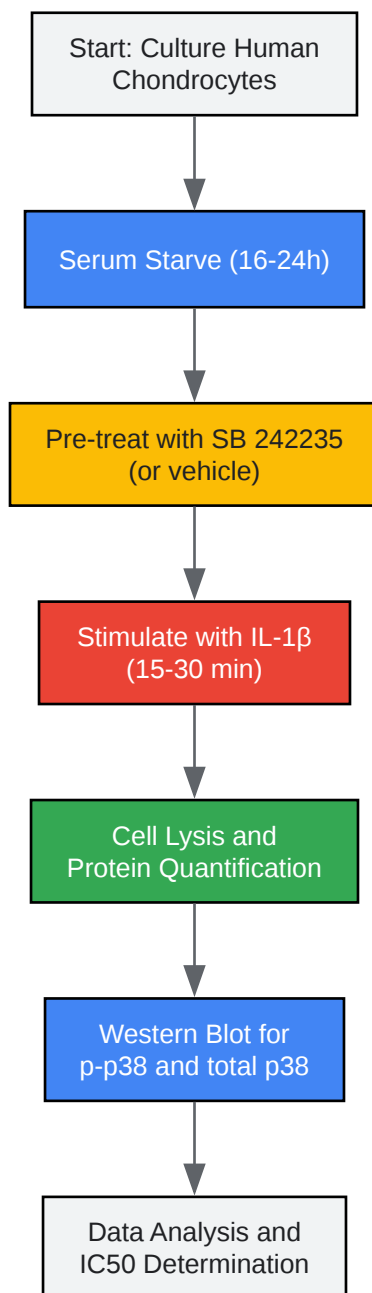 Start: Culture Human
Chondrocytes
Serum Starve (16-24h)
Pre-treat with SB 242235
(or vehicle)
Stimulate with IL-1β
(15-30 min)
Cell Lysis and
Protein Quantification
Western Blot for
p-p38 and total p38
Data Analysis and
IC50 Determination